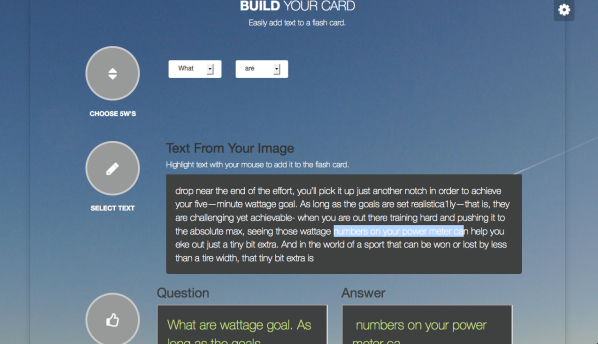 BUILD YOUR CARD
Easily add text to a flash card.
What
are
CHOOSE 5W'S
Text From Your Image
Highlight text with your mouse to add it to the flash card.
drop near the end of the effort, you'll pick it up just another notch in order to achieve
your five—minute wattage goal. As long as the goals are set realistica1ly—that is, they
are challenging yet achievable- when you are out there training hard and pushing it to
the absolute max, seeing those wattage numbers on your power meter can help you
eke out just a tiny bit extra. And in the world of a sport that can be won or lost by less
than a tire width, that tiny bit extra is
SELECT TEXT
Question
Answer
What are wattage goal. As
long as the goals
numbers on your power
meter ca